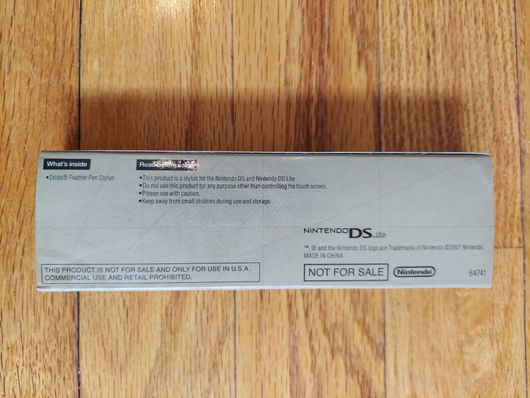 What's inside
•Zelda® Feather Pen Stylus
Read before use
•This product is a stylus for the Nintendo DS and Nintendo DS Lite.
•Do not use this product for any purpose other than controlling the touch screen.
•Please use with caution.
•Keep away from small children during use and storage.
NINTENDO DS Lite
™, ® and the Nintendo DS logo are Trademarks of Nintendo ©2007 Nintendo.
MADE IN CHINA
THIS PRODUCT IS NOT FOR SALE AND ONLY FOR USE IN U.S.A.
COMMERCIAL USE AND RETAIL PROHIBITED.
NOT FOR SALE
Nintendo
64741